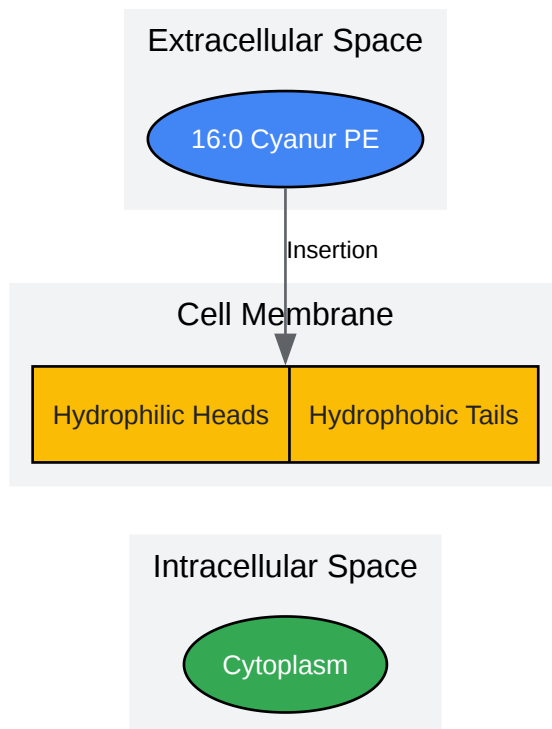 Extracellular Space
16:0 Cyanur PE
Insertion
Cell Membrane
Hydrophilic Heads
Hydrophobic Tails
Intracellular Space
Cytoplasm